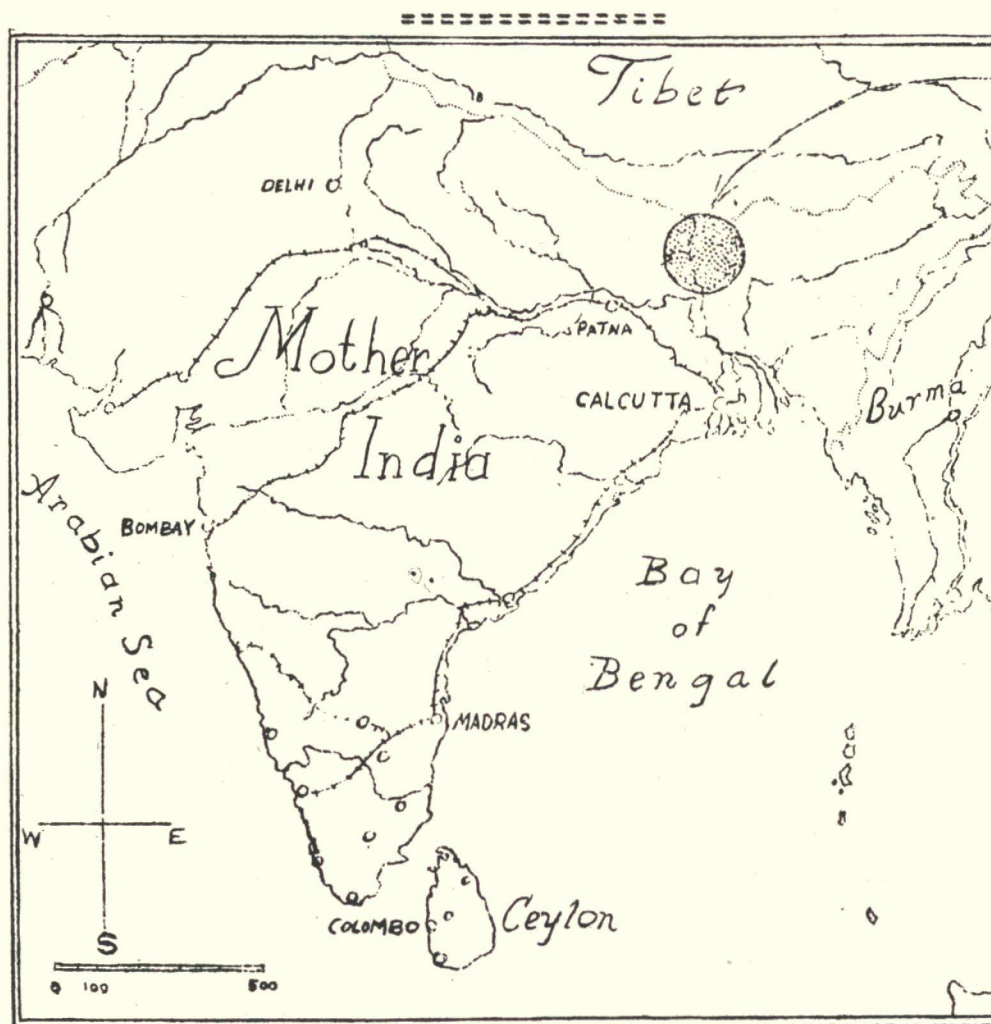 Tibet
DELHI
Mother
PATNA
CALCUTTA
Burma
India
Arabian Sea
BOMBAY
Bay
of
Bengal
N
MADRAS
W E
COLOMBO
Ceylon
S
0 100 500